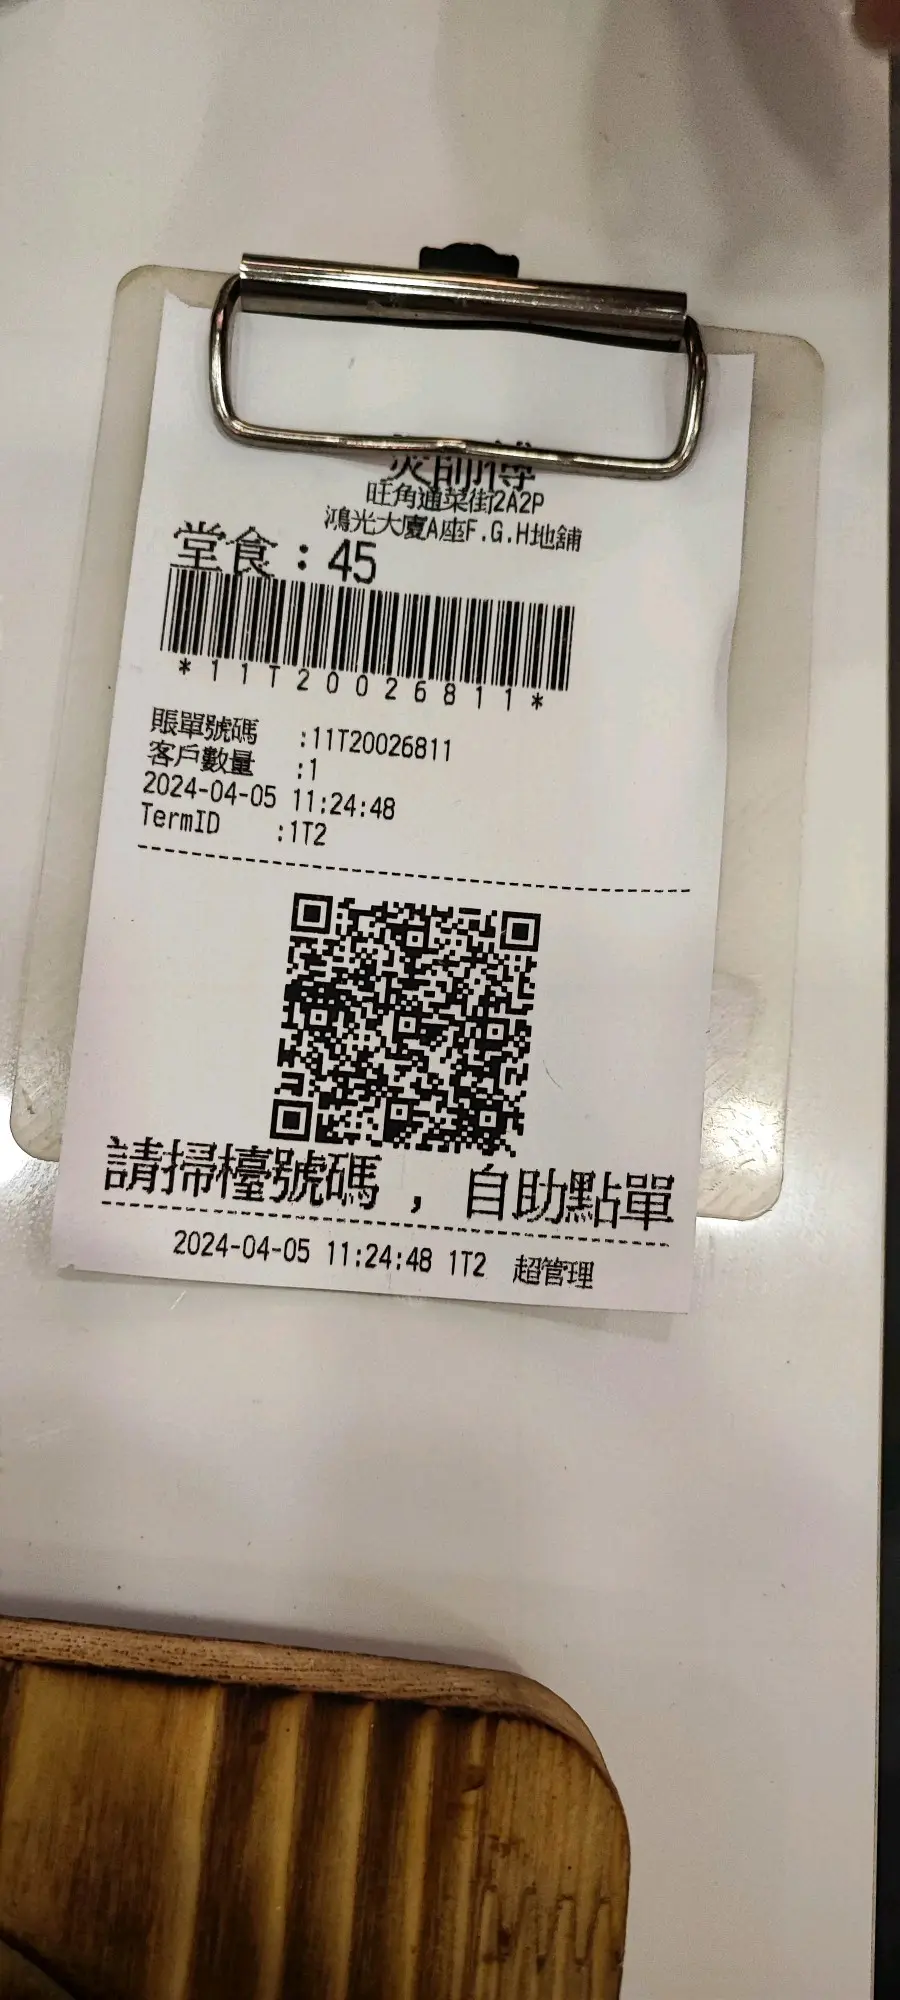 師傅
旺角通菜街2A2P
鴻光大廈A座F.G.H地舖
堂食：45
*11T20026811*
賬單號碼 :11T20026811
客戶數量 :1
2024-04-05 11:24:48
TermID :1T2
請掃檯號碼 ， 自助點單
2024-04-05 11:24:48 1T2 超管理